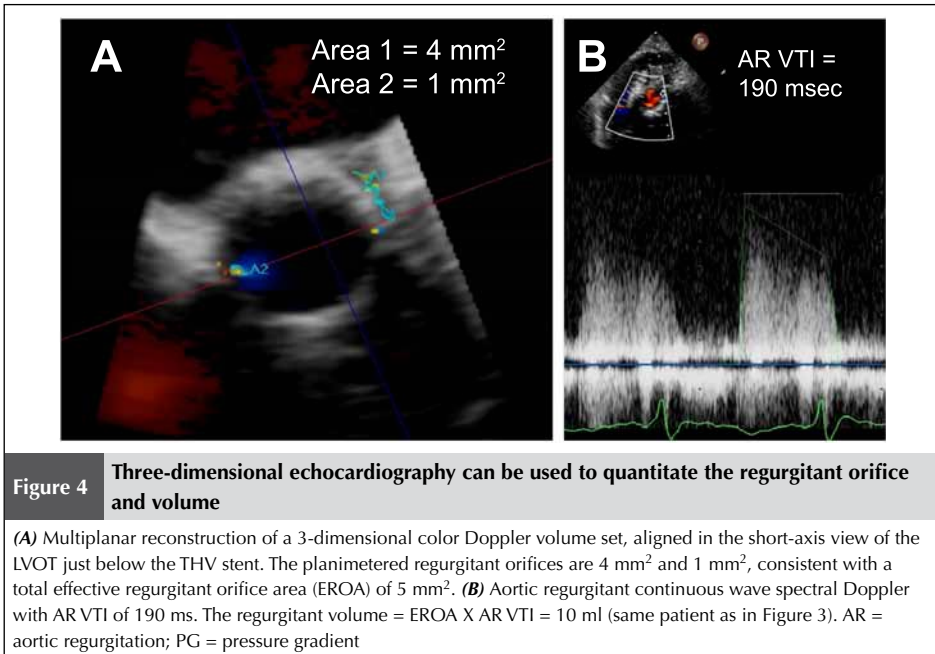 A
Area 1 = 4 mm²
Area 2 = 1 mm²
A2
B
AR VTI =
190 msec
Figure 4
Three-dimensional echocardiography can be used to quantitate the regurgitant orifice
and volume
(A) Multiplanar reconstruction of a 3-dimensional color Doppler volume set, aligned in the short-axis view of the
LVOT just below the THV stent. The planimetered regurgitant orifices are 4 mm² and 1 mm², consistent with a
total effective regurgitant orifice area (EROA) of 5 mm². (B) Aortic regurgitant continuous wave spectral Doppler
with AR VTI of 190 ms. The regurgitant volume = EROA X AR VTI = 10 ml (same patient as in Figure 3). AR =
aortic regurgitation; PG = pressure gradient